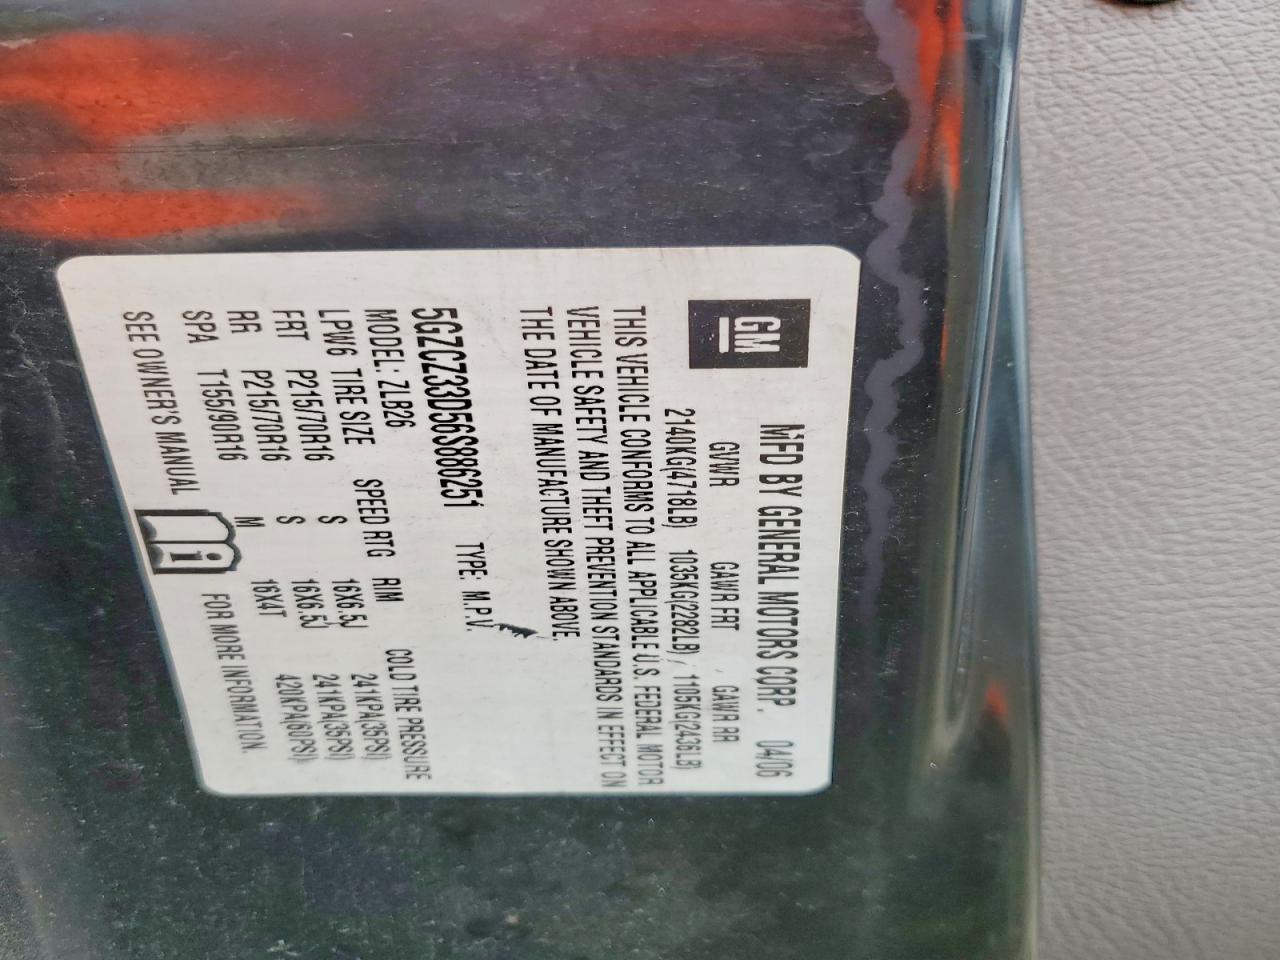 GM
MFD BY GENERAL MOTORS CORP. 04/06
GVWR GAWR FRT GAWR RR
2140KG(4718LB) 1035KG(2282LB) 1105KG(2436LB)
THIS VEHICLE CONFORMS TO ALL APPLICABLE U.S. FEDERAL MOTOR
VEHICLE SAFETY AND THEFT PREVENTION STANDARDS IN EFFECT ON
THE DATE OF MANUFACTURE SHOWN ABOVE.
5GZCZ33D56S886251 TYPE: M.P.V.
MODEL: ZLB26
LPW6 TIRE SIZE SPEED RTG RIM COLD TIRE PRESSURE
FRT P215/70R16 S 16X6.5J 241KPA(35PSI)
RR P215/70R16 S 16X6.5J 241KPA(35PSI)
SPA T155/90R16 M 16X4T 420KPA(60PSI)
SEE OWNER'S MANUAL i FOR MORE INFORMATION.